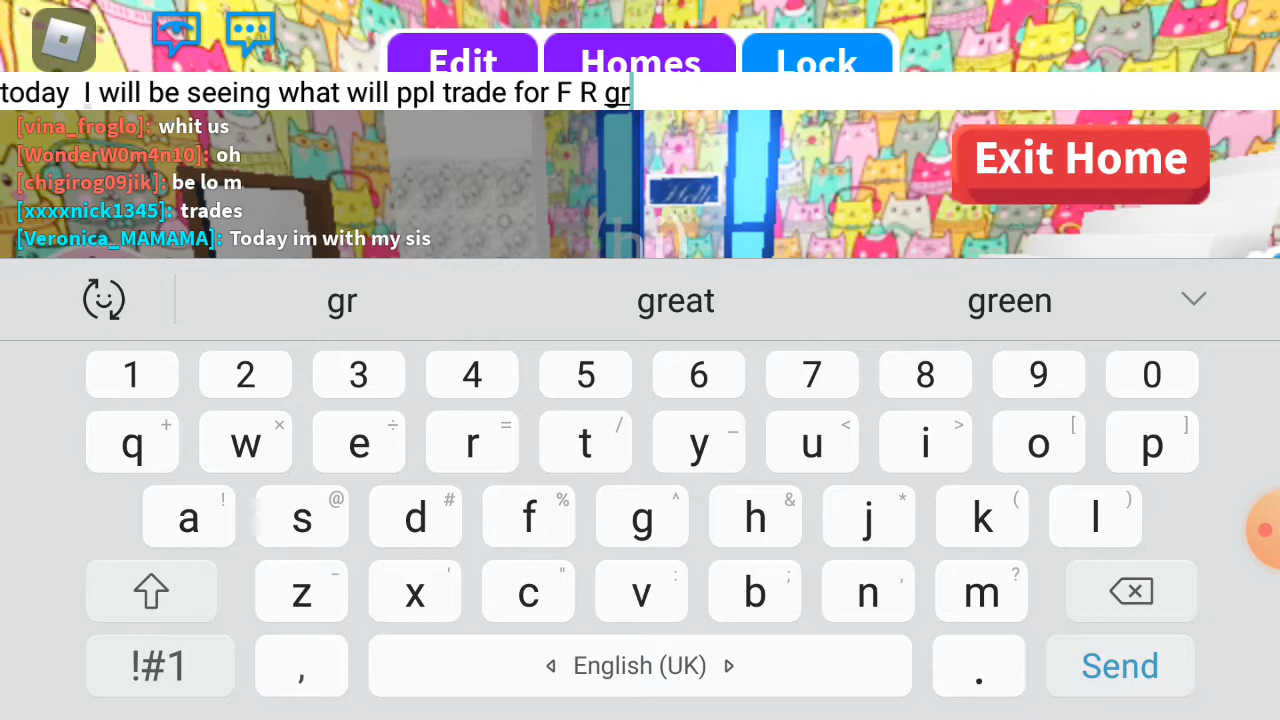 Edit Homes Lock
today  I will be seeing what will ppl trade for F R gr
[vina_froglo]: whit us
[WonderW0m4n10]: oh
[chigirog09jik]: be lo m
[xxxxnick1345]: trades
[Veronica_MAMAMA]: Today im with my sis
Exit Home
gr great green
1 2 3 4 5 6 7 8 9 0
q + w × e ÷ r = t / y _ u < i > o [ p ]
a ! s @ d # f % g ^ h & j * k ( l )
z - x ' c " v : b ; n , m ?
!#1 , English (UK) . Send